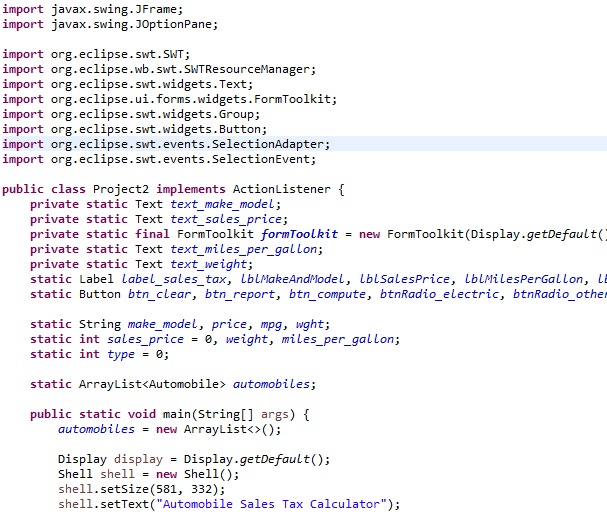 import javax.swing.JFrame;
import javax.swing.JOptionPane;
import org.eclipse.swt.SWT;
import org.eclipse.wb.swt.SWTResourceManager;
import org.eclipse.swt.widgets.Text;
import org.eclipse.ui.forms.widgets.FormToolkit;
import org.eclipse.swt.widgets.Group;
import org.eclipse.swt.widgets.Button;
import org.eclipse.swt.events.SelectionAdapter;
import org.eclipse.swt.events.SelectionEvent;
public class Project2 implements ActionListener {
private static Text text_make_model;
private static Text text_sales_price;
private static final FormToolkit formToolkit = new FormToolkit(Display.getDefault()
private static Text text_miles_per_gallon;
private static Text text_weight;
static Label label_sales_tax, lblMakeAndModel, lblSalesPrice, lblMilesPerGallon, lb
static Button btn_clear, btn_report, btn_compute, btnRadio_electric, btnRadio_other
static String make_model, price, mpg, wght;
static int sales_price = 0, weight, miles_per_gallon;
static int type = 0;
static ArrayList<Automobile> automobiles;
public static void main(String[] args) {
automobiles = new ArrayList<>();
Display display = Display.getDefault();
Shell shell = new Shell();
shell.setSize(581, 332);
shell.setText("Automobile Sales Tax Calculator");